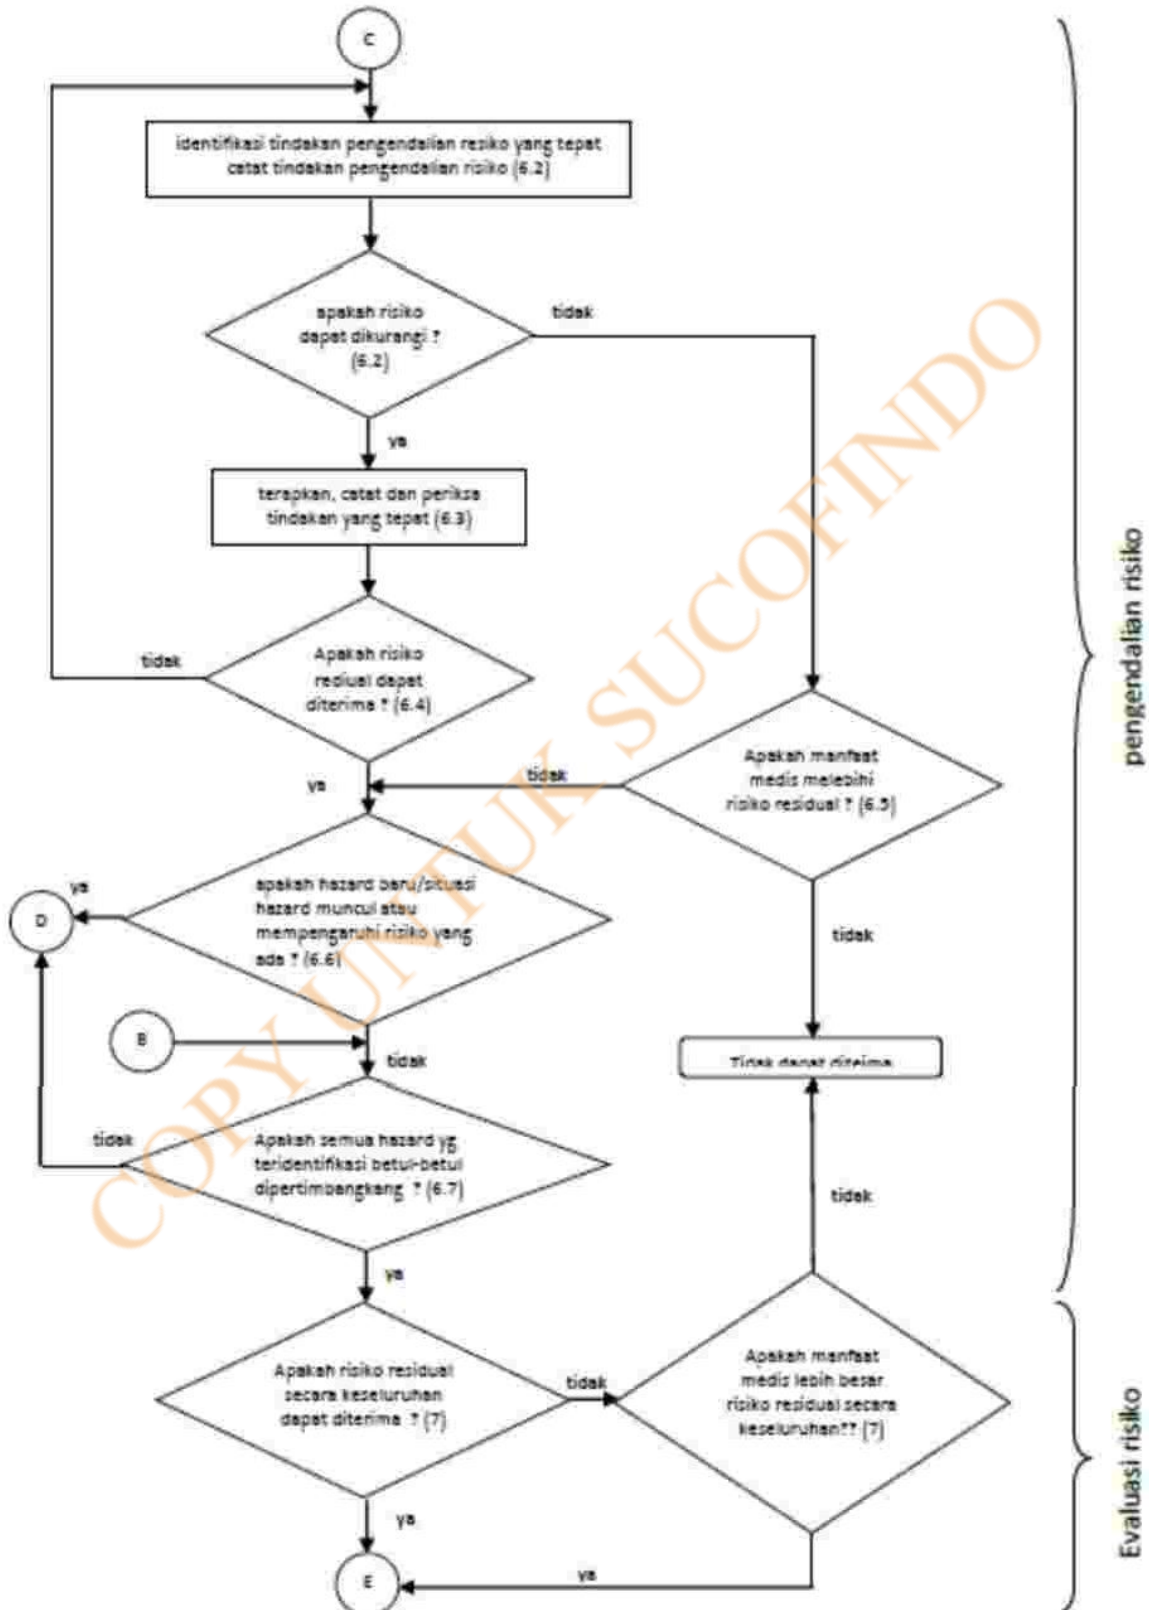 C
identifikasi tindakan pengendalian resiko yang tepat
catat tindakan pengendalian risiko (6.2)
apakah risiko
dapat dikurangi ?
(6.2)
tidak
ya
terapkan, catat dan periksa
tindakan yang tepat (6.3)
Apakah risiko
rediual dapat
diterima ? (6.4)
tidak
ya
Apakah manfaat
medis melebihi
risiko residual ? (6.5)
tidak
tidak
apakah hazard baru/situasi
hazard muncul atau
mempengaruhi risiko yang
ada ? (6.6)
ya
D
B
tidak
Tidak dapat diteima
Apakah semua hazard yg
teridentifikasi betul-betul
dipertimbangkang ? (6.7)
tidak
ya
tidak
Apakah risiko residual
secara keseluruhan
dapat diterima ? (7)
tidak
Apakah manfaat
medis lebih besar
risiko residual secara
keseluruhan?? (7)
ya
ya
E
pengendalian risiko
Evaluasi risiko
COPY UNTUK SUCOFINDO